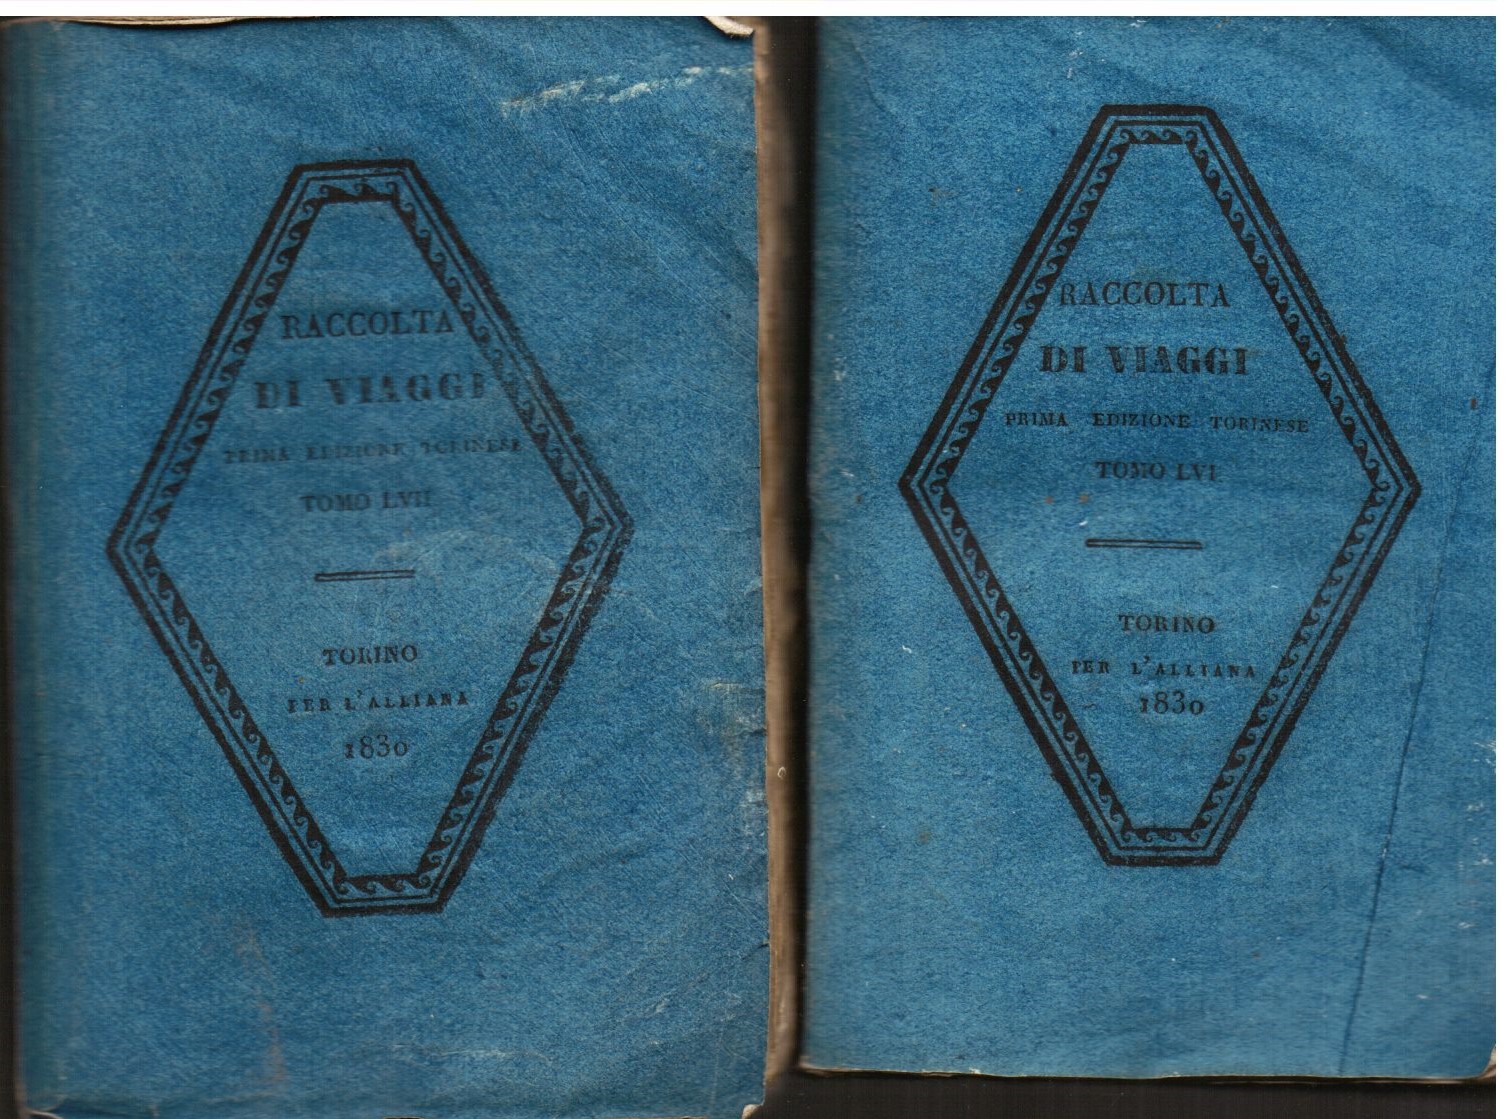 RACCOLTA
DI VIAGGI
PRIMA EDIZIONE TORINESE
TOMO LVII
TORINO
PER L'ALLIANA
1830
RACCOLTA
DI VIAGGI
PRIMA EDIZIONE TORINESE
TOMO LVI
TORINO
PER L'ALLIANA
1830